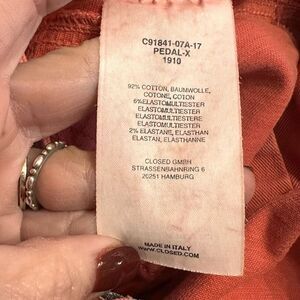 C91841-07A-17
PEDAL-X
1910
92% COTTON, BAUMWOLLE,
COTONE, COTON
6%ELASTOMULTIESTER
ELASTOMULTIESTER
ELASTOMULTIESTERE
ELASTOMULTIESTER
2% ELASTANE, ELASTHAN
ELASTAN, ELASTHANNE
CLOSED GMBH
STRASSENBAHNRING 6
20251 HAMBURG
MADE IN ITALY
WWW.CLOSED.COM